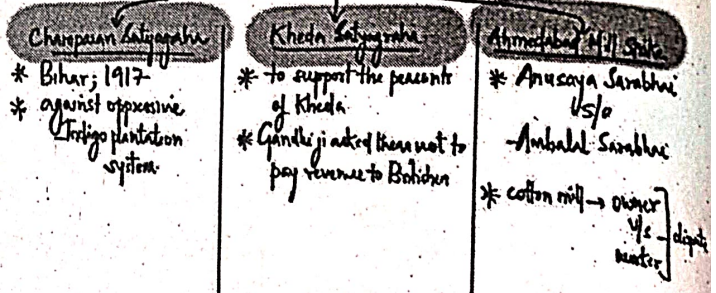 Champaran Satyagraha
* Bihar; 1917
* against oppressive
Indigo plantation
system
Kheda Satyagraha
* to support the peasants
of Kheda
* Gandhiji asked them not to
pay revenue to Britishers
Ahmedabad Mill Strike
* Anusaya Sarabhai
V/S/o
Ambalal Sarabhai
* cotton mill → owner
V/s
worker
dispute